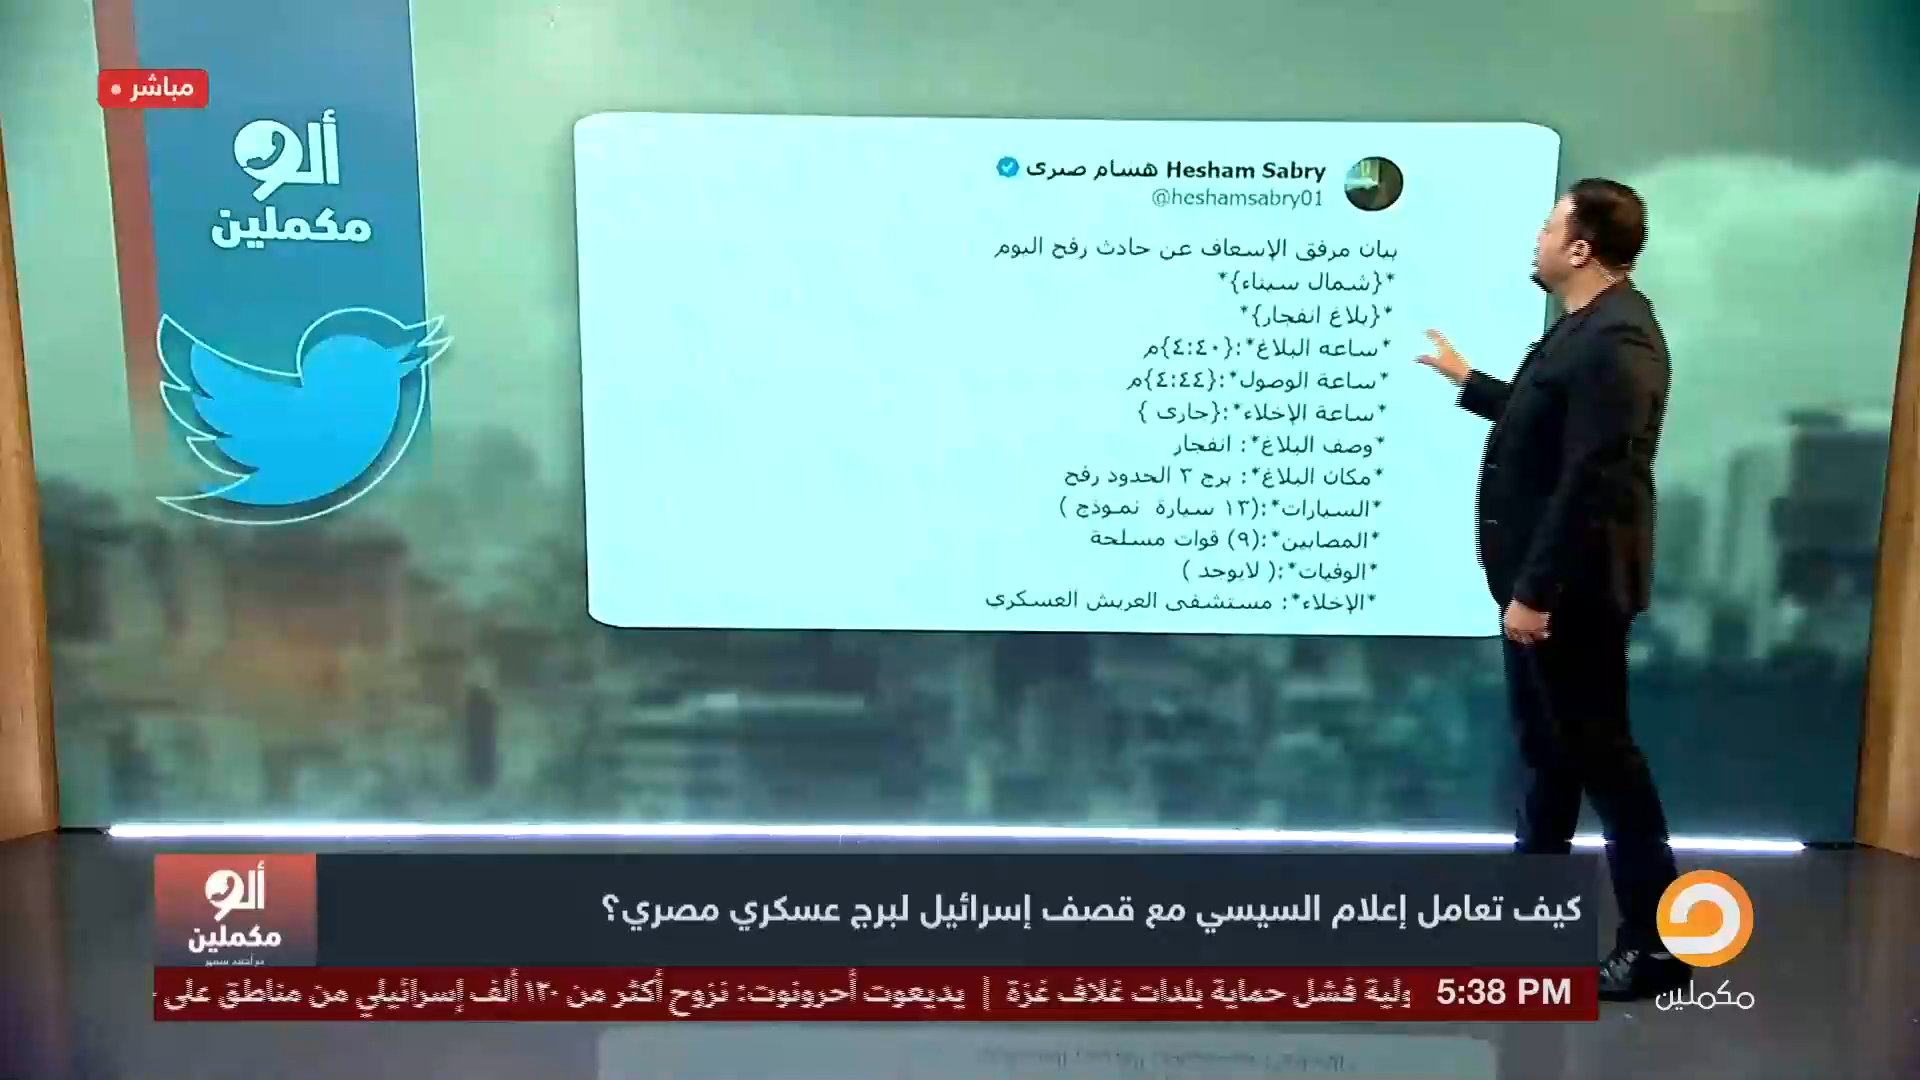 مباشر
ألو
مكملين
Hesham Sabry هشام صبرى
@heshamsabry01
بيان مرفق الإسعاف عن حادث رفح اليوم
*{شمال سيناء}*
*{بلاغ انفجار}*
*ساعه البلاغ*:{٤:٤٠}م
*ساعة الوصول*:{٤:٤٤}م
*ساعة الإخلاء*:{جارى }
*وصف البلاغ*: انفجار
*مكان البلاغ*: برج ٣ الحدود رفح
*السيارات*:(١٣ سيارة نموذج )
*المصابين*:(٩) قوات مسلحة
*الوفيات*:( لايوجد )
*الإخلاء*: مستشفى العريش العسكري
كيف تعامل إعلام السيسي مع قصف إسرائيل لبرج عسكري مصري؟
ألو
مكملين
مع أحمد سمير
5:38 PM
ولية فشل حماية بلدات غلاف غزة | يديعوت أحرونوت: نزوح أكثر من ١٢٠ ألف إسرائيلي من مناطق على
مكملين